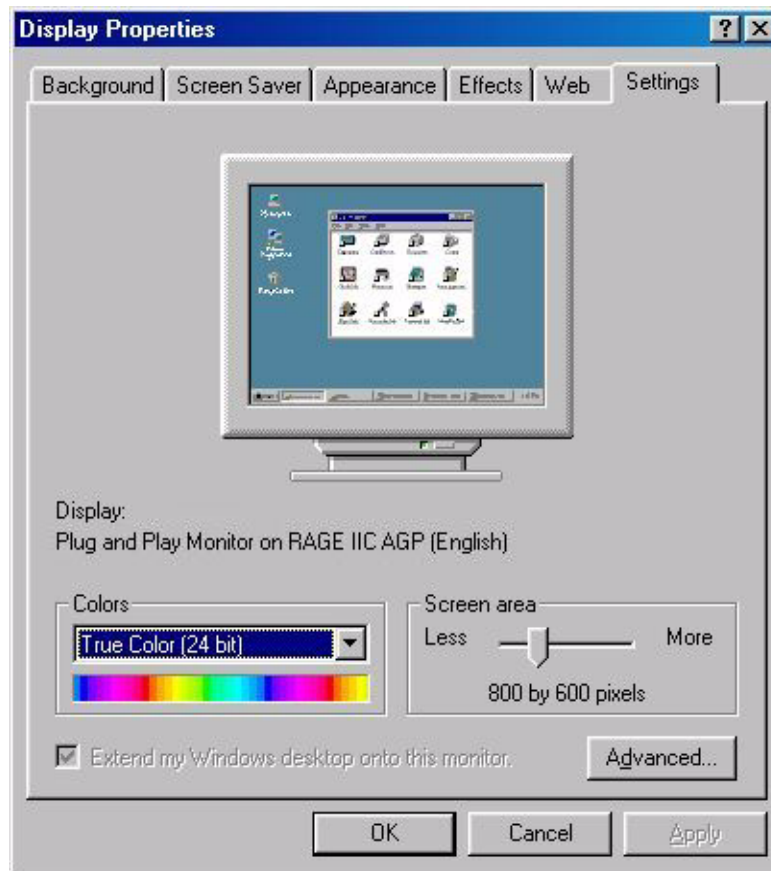 Display Properties
Background Screen Saver Appearance Effects Web Settings
Display:
Plug and Play Monitor on RAGE IIC AGP (English)
Colors
True Color (24 bit)
Screen area
Less More
800 by 600 pixels
Extend my Windows desktop onto this monitor.
Advanced...
OK Cancel Apply